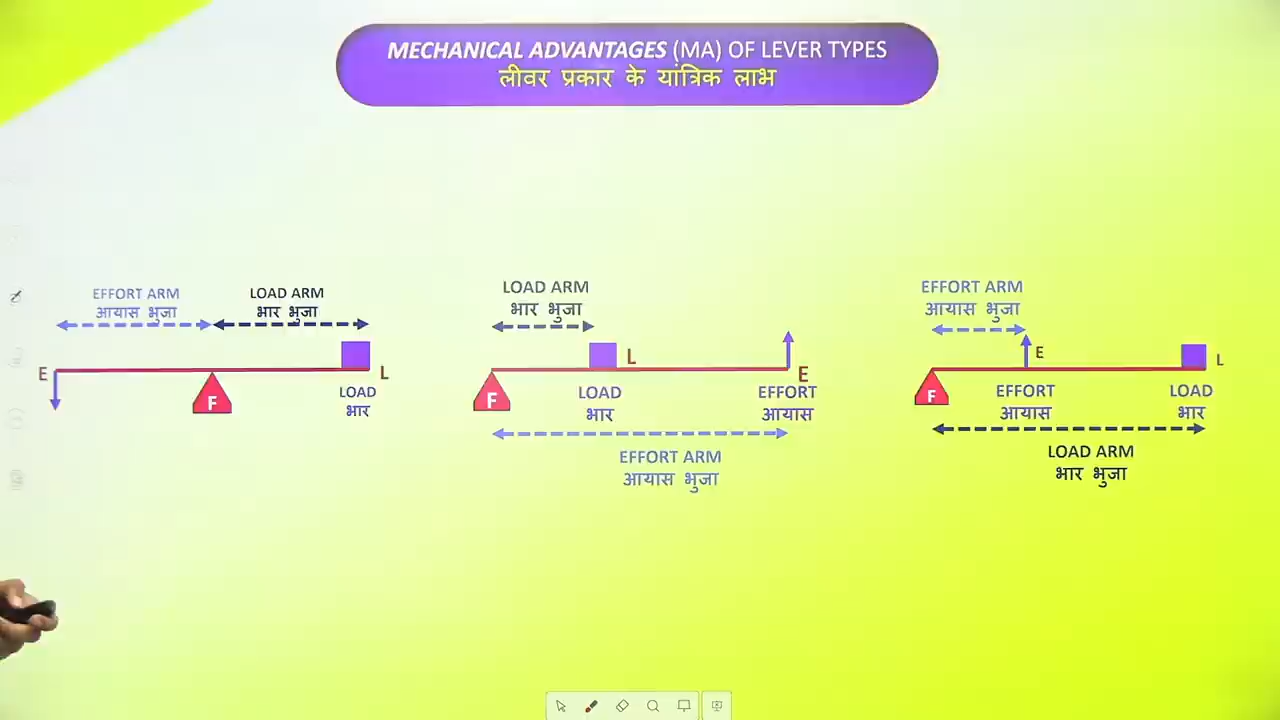 MECHANICAL ADVANTAGES (MA) OF LEVER TYPES
लीवर प्रकार के यांत्रिक लाभ
EFFORT ARM
आयास भुजा
LOAD ARM
भार भुजा
E
F
L
LOAD
भार
LOAD ARM
भार भुजा
L
F
E
LOAD
भार
EFFORT
आयास
EFFORT ARM
आयास भुजा
EFFORT ARM
आयास भुजा
E
L
F
EFFORT
आयास
LOAD
भार
LOAD ARM
भार भुजा